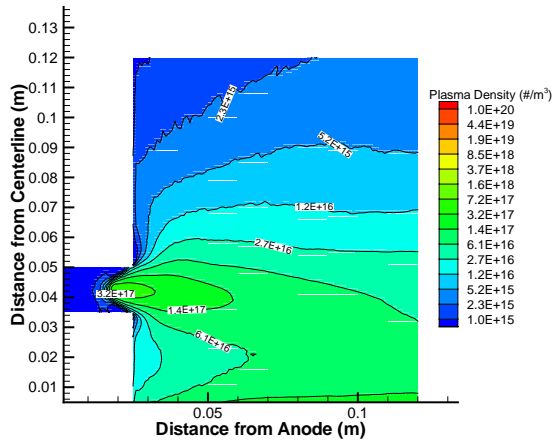 0.13
0.12
0.11
0.1
0.09
0.08
0.07
0.06
0.05
0.04
0.03
0.02
0.01
Distance from Centerline (m)
2.3E+15
5.2E+15
1.2E+16
2.7E+16
3.2E+17
1.4E+17
6.1E+16
0.05
0.1
Distance from Anode (m)
Plasma Density (#/m³)
1.0E+20
4.4E+19
1.9E+19
8.5E+18
3.7E+18
1.6E+18
7.2E+17
3.2E+17
1.4E+17
6.1E+16
2.7E+16
1.2E+16
5.2E+15
2.3E+15
1.0E+15